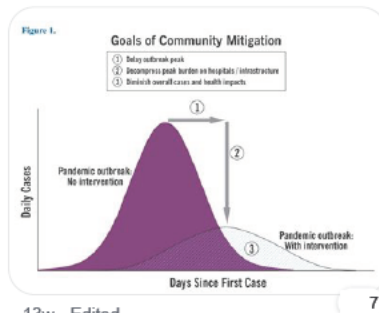 Figure 1.
Goals of Community Mitigation
① Delay outbreak peak
② Decompress peak burden on hospitals / infrastructure
③ Diminish overall cases and health impacts
①
②
Pandemic outbreak:
No intervention
Daily Cases
Pandemic outbreak:
With intervention
③
Days Since First Case
7
Edited